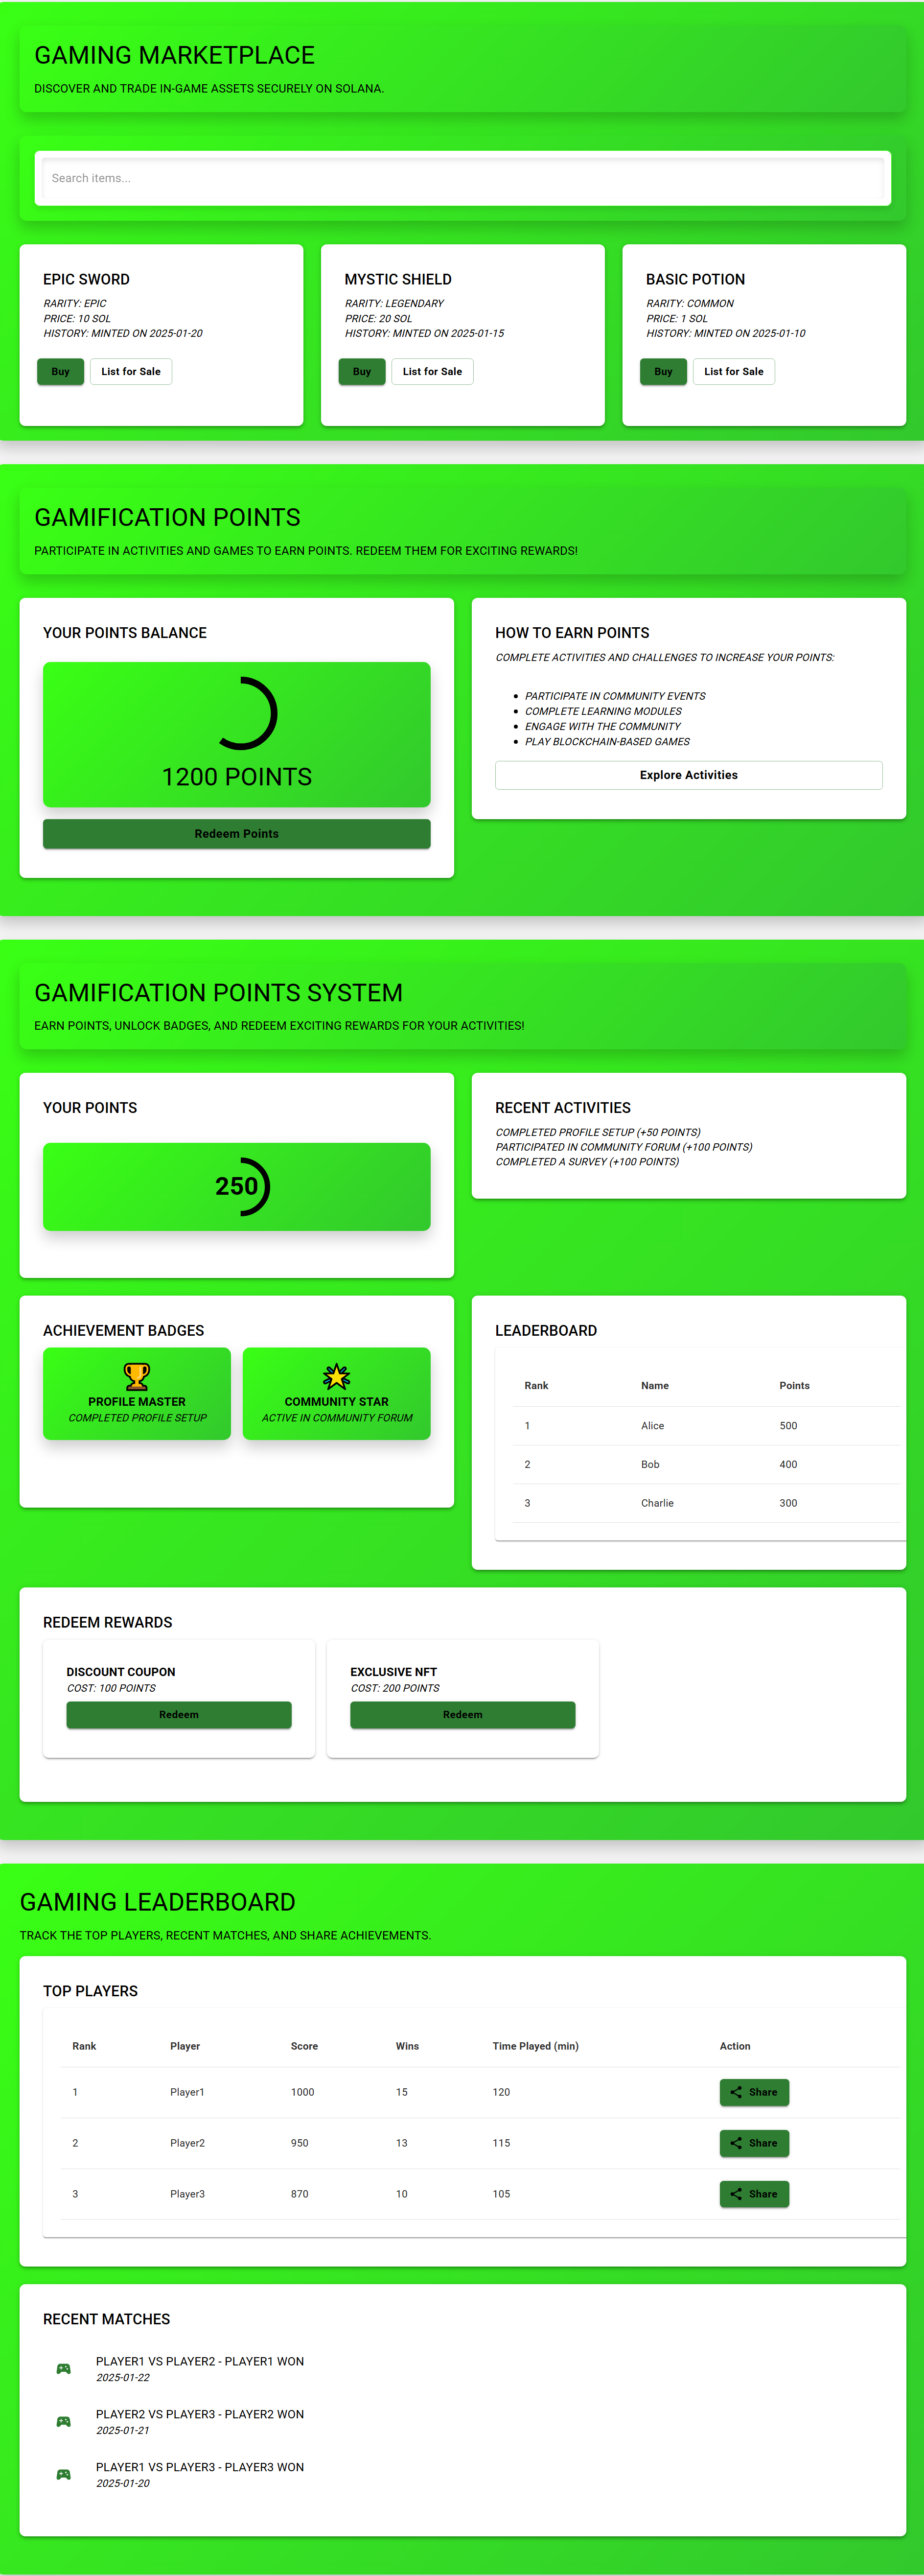 GAMING MARKETPLACE
DISCOVER AND TRADE IN-GAME ASSETS SECURELY ON SOLANA.
Search items...
EPIC SWORD
RARITY: EPIC
PRICE: 10 SOL
HISTORY: MINTED ON 2025-01-20
Buy
List for Sale
MYSTIC SHIELD
RARITY: LEGENDARY
PRICE: 20 SOL
HISTORY: MINTED ON 2025-01-15
Buy
List for Sale
BASIC POTION
RARITY: COMMON
PRICE: 1 SOL
HISTORY: MINTED ON 2025-01-10
Buy
List for Sale
GAMIFICATION POINTS
PARTICIPATE IN ACTIVITIES AND GAMES TO EARN POINTS. REDEEM THEM FOR EXCITING REWARDS!
YOUR POINTS BALANCE
1200 POINTS
Redeem Points
HOW TO EARN POINTS
COMPLETE ACTIVITIES AND CHALLENGES TO INCREASE YOUR POINTS:
• PARTICIPATE IN COMMUNITY EVENTS
• COMPLETE LEARNING MODULES
• ENGAGE WITH THE COMMUNITY
• PLAY BLOCKCHAIN-BASED GAMES
Explore Activities
GAMIFICATION POINTS SYSTEM
EARN POINTS, UNLOCK BADGES, AND REDEEM EXCITING REWARDS FOR YOUR ACTIVITIES!
YOUR POINTS
250
RECENT ACTIVITIES
COMPLETED PROFILE SETUP (+50 POINTS)
PARTICIPATED IN COMMUNITY FORUM (+100 POINTS)
COMPLETED A SURVEY (+100 POINTS)
ACHIEVEMENT BADGES
PROFILE MASTER
COMPLETED PROFILE SETUP
COMMUNITY STAR
ACTIVE IN COMMUNITY FORUM
LEADERBOARD
Rank Name Points
1 Alice 500
2 Bob 400
3 Charlie 300
REDEEM REWARDS
DISCOUNT COUPON
COST: 100 POINTS
Redeem
EXCLUSIVE NFT
COST: 200 POINTS
Redeem
GAMING LEADERBOARD
TRACK THE TOP PLAYERS, RECENT MATCHES, AND SHARE ACHIEVEMENTS.
TOP PLAYERS
Rank Player Score Wins Time Played (min) Action
1 Player1 1000 15 120 Share
2 Player2 950 13 115 Share
3 Player3 870 10 105 Share
RECENT MATCHES
PLAYER1 VS PLAYER2 - PLAYER1 WON
2025-01-22
PLAYER2 VS PLAYER3 - PLAYER2 WON
2025-01-21
PLAYER1 VS PLAYER3 - PLAYER3 WON
2025-01-20